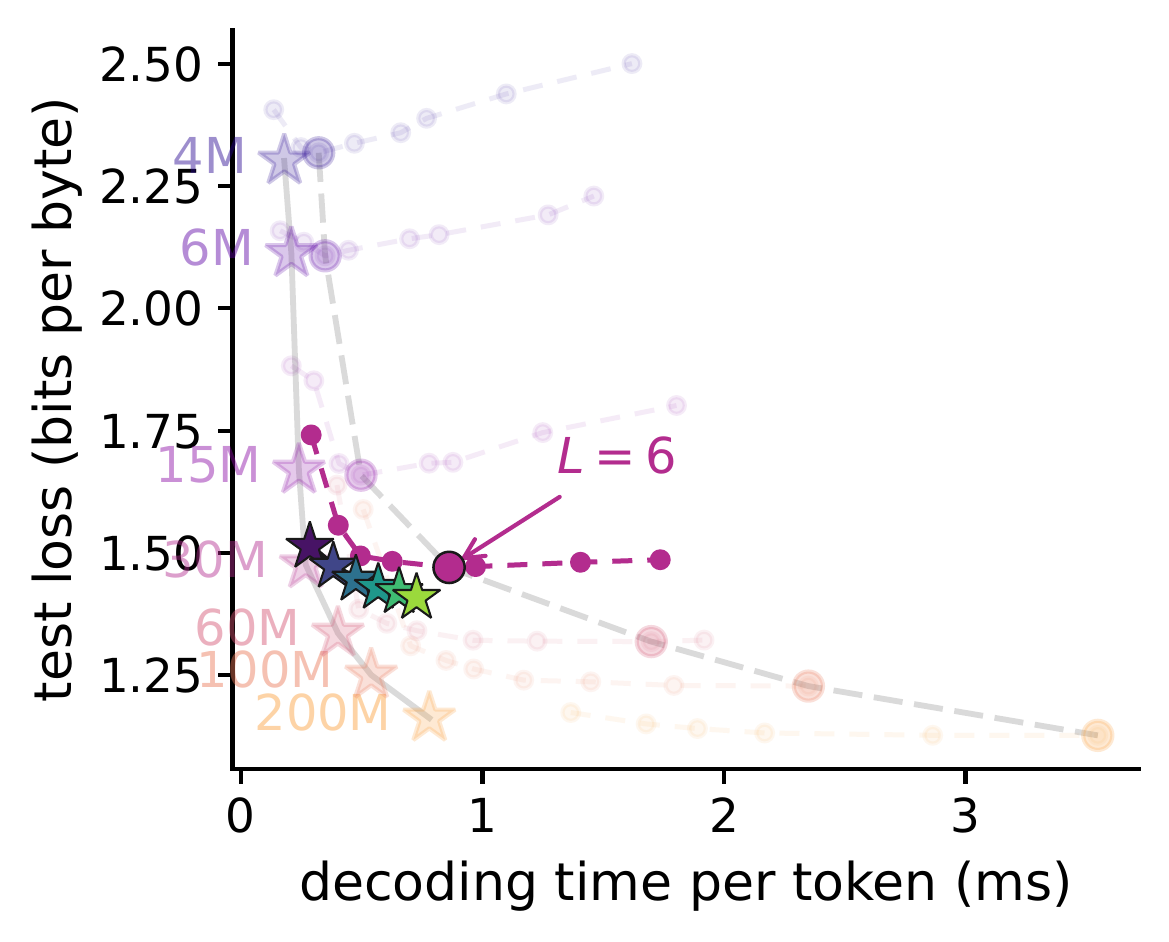 test loss (bits per byte)
2.50
4M
2.25
6M
2.00
1.75
15M
L = 6
1.50
30M
60M
1.25
100M
200M
0
1
2
3
decoding time per token (ms)